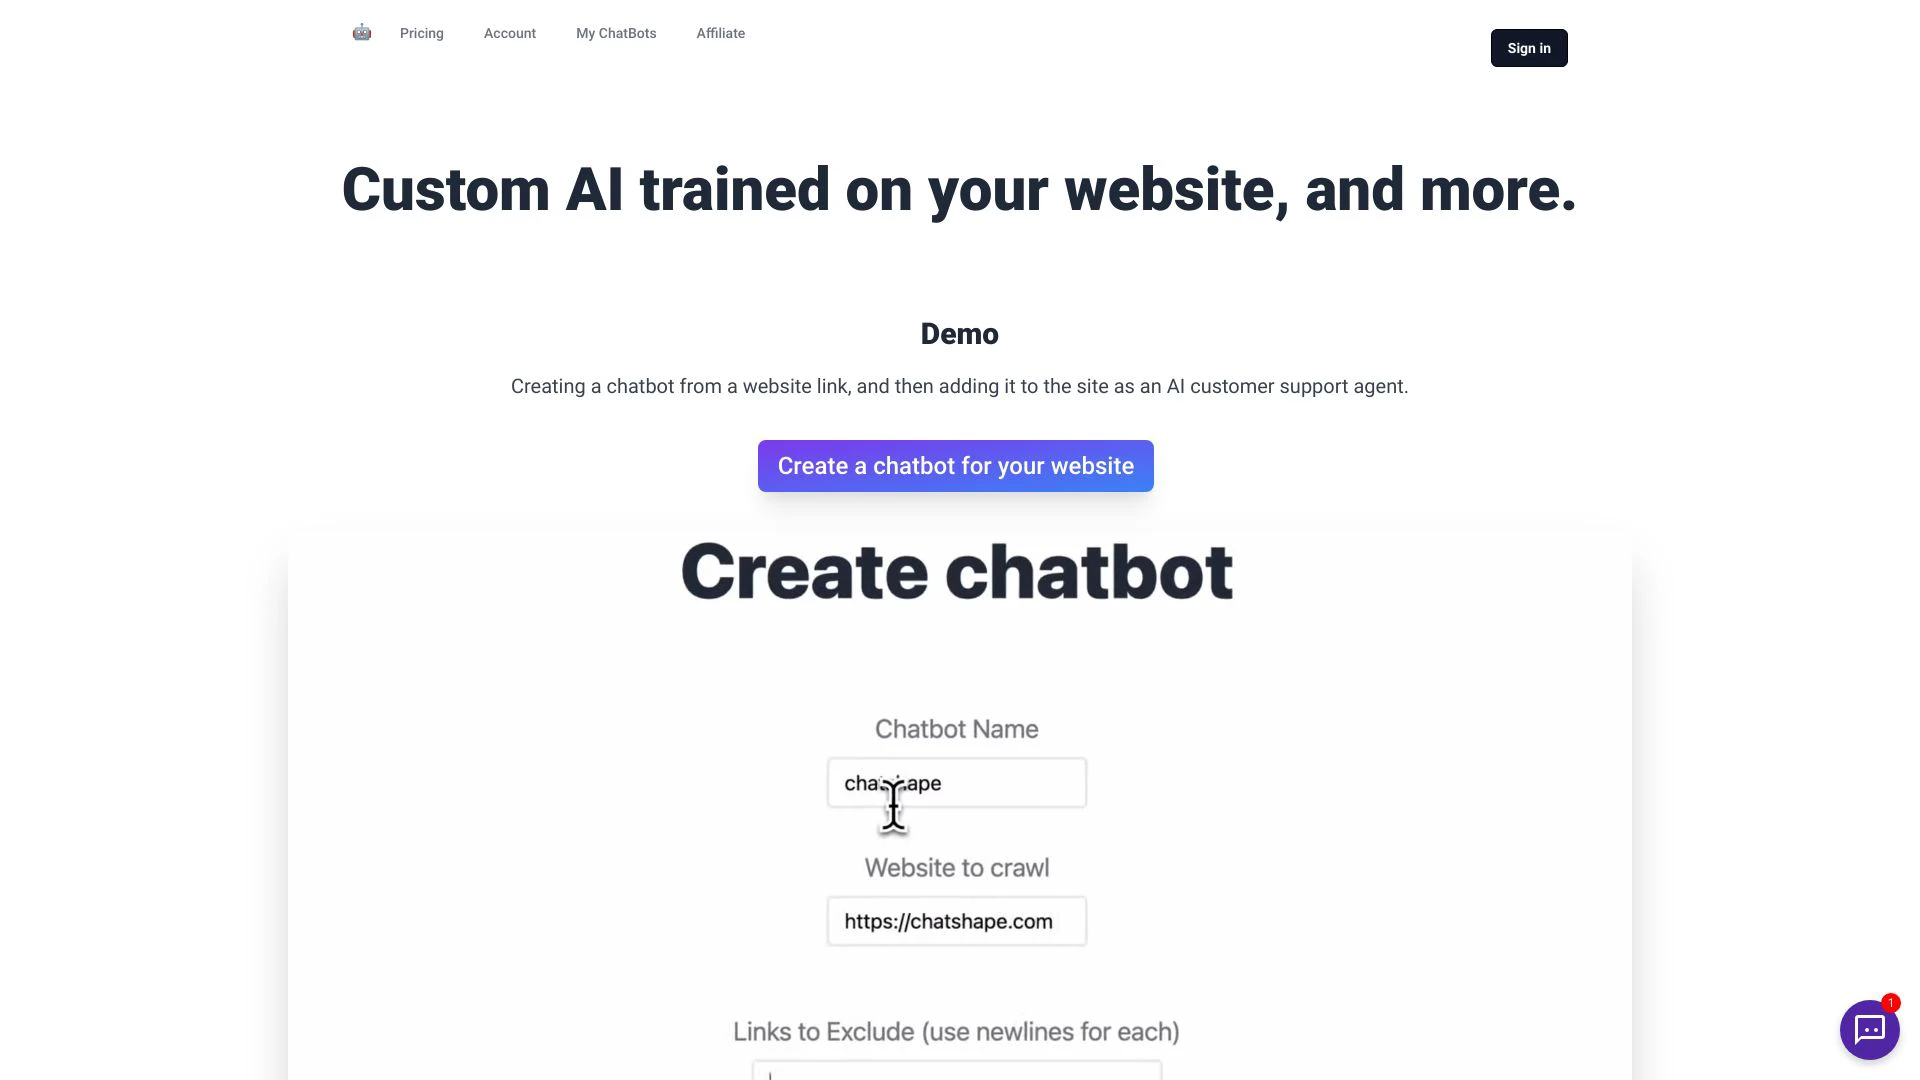 Pricing Account My ChatBots Affiliate
Sign in
Custom AI trained on your website, and more.
Demo
Creating a chatbot from a website link, and then adding it to the site as an AI customer support agent.
Create a chatbot for your website
Create chatbot
Chatbot Name
Website to crawl
https://chatshape.com
Links to Exclude (use newlines for each)
1